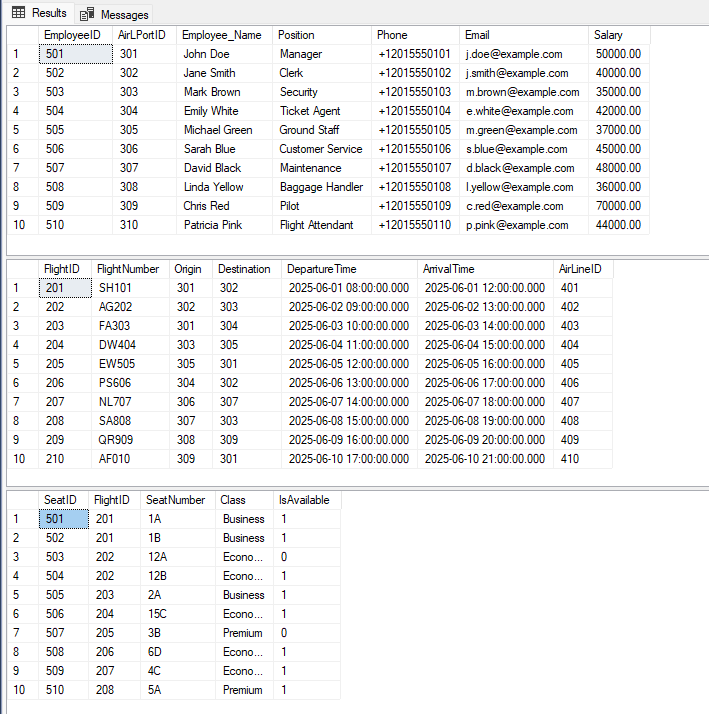 Results Messages
EmployeeID AirLPortID Employee_Name Position Phone Email Salary
1 501 301 John Doe Manager +12015550101 j.doe@example.com 50000.00
2 502 302 Jane Smith Clerk +12015550102 j.smith@example.com 40000.00
3 503 303 Mark Brown Security +12015550103 m.brown@example.com 35000.00
4 504 304 Emily White Ticket Agent +12015550104 e.white@example.com 42000.00
5 505 305 Michael Green Ground Staff +12015550105 m.green@example.com 37000.00
6 506 306 Sarah Blue Customer Service +12015550106 s.blue@example.com 45000.00
7 507 307 David Black Maintenance +12015550107 d.black@example.com 48000.00
8 508 308 Linda Yellow Baggage Handler +12015550108 l.yellow@example.com 36000.00
9 509 309 Chris Red Pilot +12015550109 c.red@example.com 70000.00
10 510 310 Patricia Pink Flight Attendant +12015550110 p.pink@example.com 44000.00
FlightID FlightNumber Origin Destination DepartureTime ArrivalTime AirLineID
1 201 SH101 301 302 2025-06-01 08:00:00.000 2025-06-01 12:00:00.000 401
2 202 AG202 302 303 2025-06-02 09:00:00.000 2025-06-02 13:00:00.000 402
3 203 FA303 301 304 2025-06-03 10:00:00.000 2025-06-03 14:00:00.000 403
4 204 DW404 303 305 2025-06-04 11:00:00.000 2025-06-04 15:00:00.000 404
5 205 EW505 305 301 2025-06-05 12:00:00.000 2025-06-05 16:00:00.000 405
6 206 PS606 304 302 2025-06-06 13:00:00.000 2025-06-06 17:00:00.000 406
7 207 NL707 306 307 2025-06-07 14:00:00.000 2025-06-07 18:00:00.000 407
8 208 SA808 307 303 2025-06-08 15:00:00.000 2025-06-08 19:00:00.000 408
9 209 QR909 308 309 2025-06-09 16:00:00.000 2025-06-09 20:00:00.000 409
10 210 AF010 309 301 2025-06-10 17:00:00.000 2025-06-10 21:00:00.000 410
SeatID FlightID SeatNumber Class IsAvailable
1 501 201 1A Business 1
2 502 201 1B Business 1
3 503 202 12A Econo... 0
4 504 202 12B Econo... 1
5 505 203 2A Business 1
6 506 204 15C Econo... 1
7 507 205 3B Premium 0
8 508 206 6D Econo... 1
9 509 207 4C Econo... 1
10 510 208 5A Premium 1